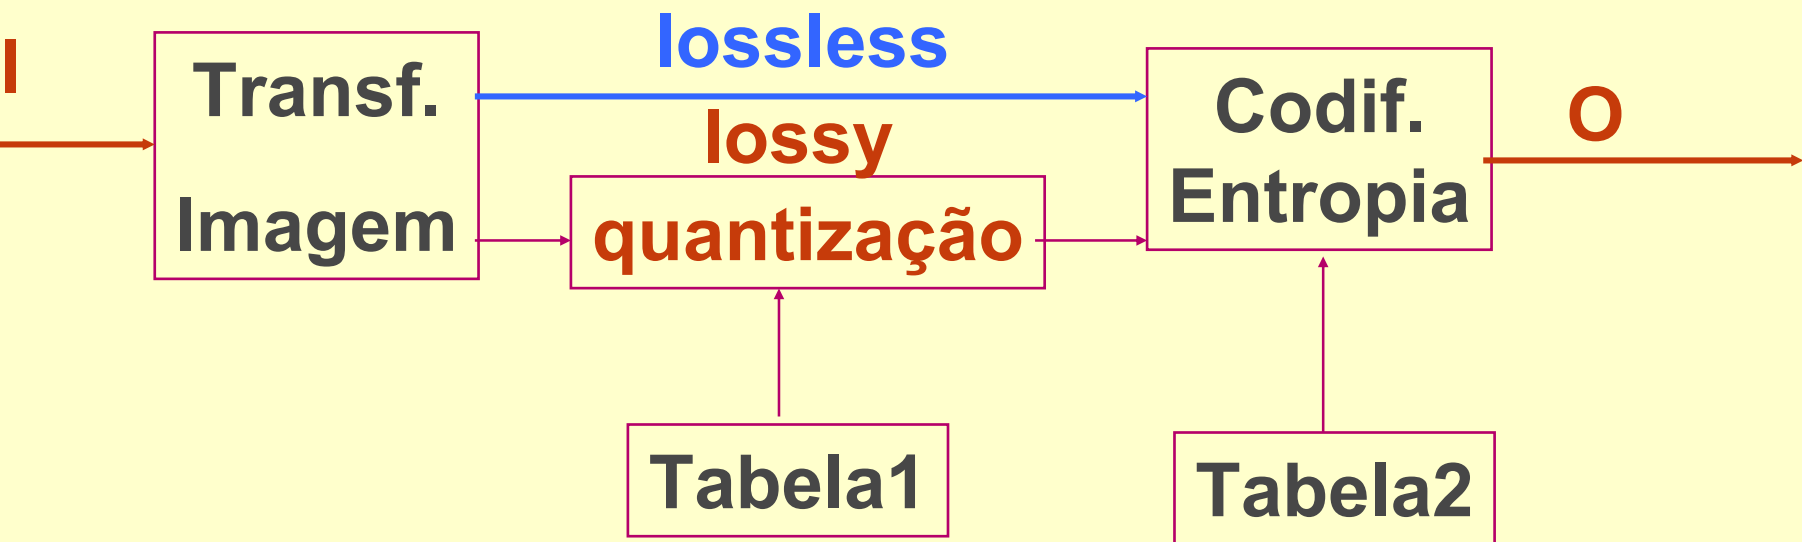 I
Transf.
Imagem
lossless
lossy
quantização
Codif.
Entropia
O
Tabela1
Tabela2